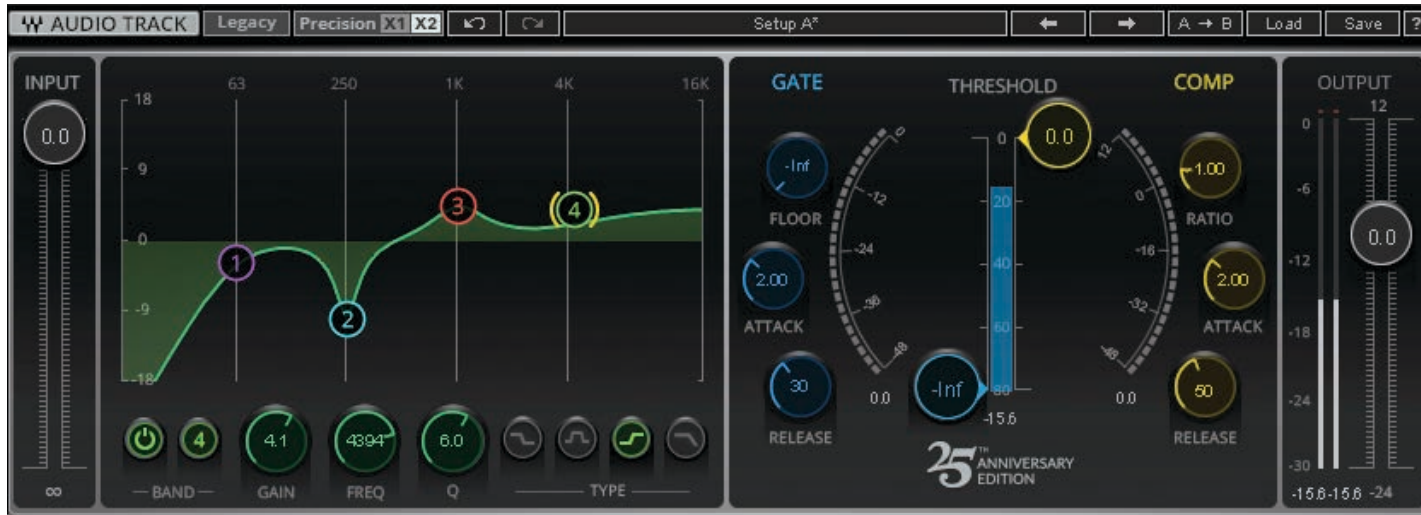 AUDIO TRACK Legacy Precision X1 X2 Setup A* A → B Load Save ?
INPUT
0.0
∞
63 250 1K 4K 16K
18
9
0
-9
-18
1
2
3
4
4 4.1 4394 6.0
BAND GAIN FREQ Q TYPE
GATE THRESHOLD COMP
-Inf
FLOOR
2.00
ATTACK
30
RELEASE
0
-12
-24
-36
-48
0.0
0.0
0
-20
40
60
80
-Inf
-15.6
25TH ANNIVERSARY
EDITION
12
0
-16
-32
-48
0.0
1.00
RATIO
2.00
ATTACK
50
RELEASE
OUTPUT
12
0
-6
-12
-18
-24
-30
0.0
-15.6 -15.6 -24